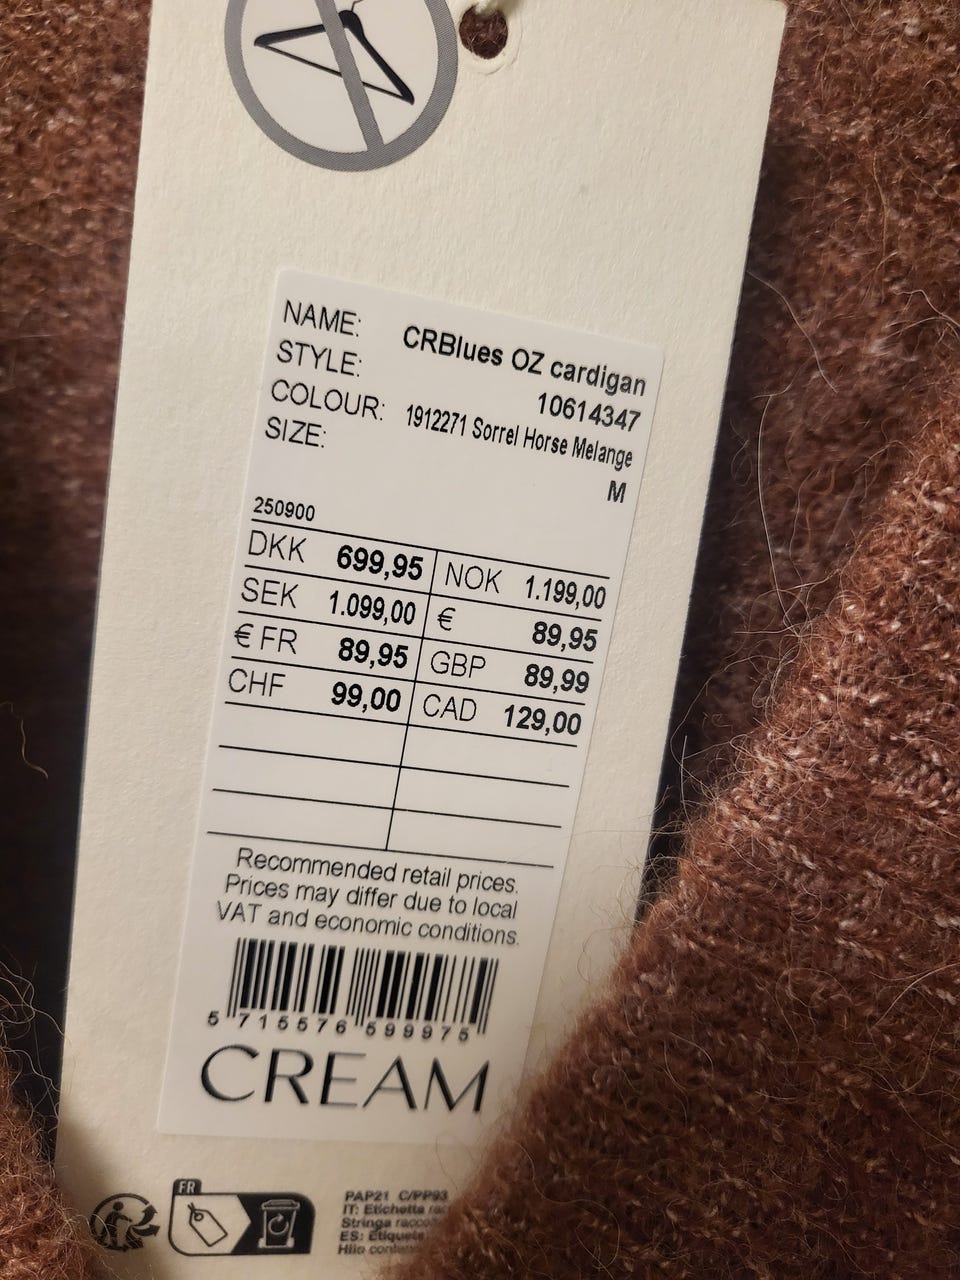 NAME: CRBlues OZ cardigan
STYLE: 10614347
COLOUR: 1912271 Sorrel Horse Melange
SIZE: M
250900
DKK 699,95 NOK 1.199,00
SEK 1.099,00 € 89,95
€ FR 89,95 GBP 89,99
CHF 99,00 CAD 129,00
Recommended retail prices.
Prices may differ due to local
VAT and economic conditions.
5 715576 599975
CREAM
FR
PAP21 C/PP93
IT: Etichetta
Stringa
ES: Etiqueta
Hilo